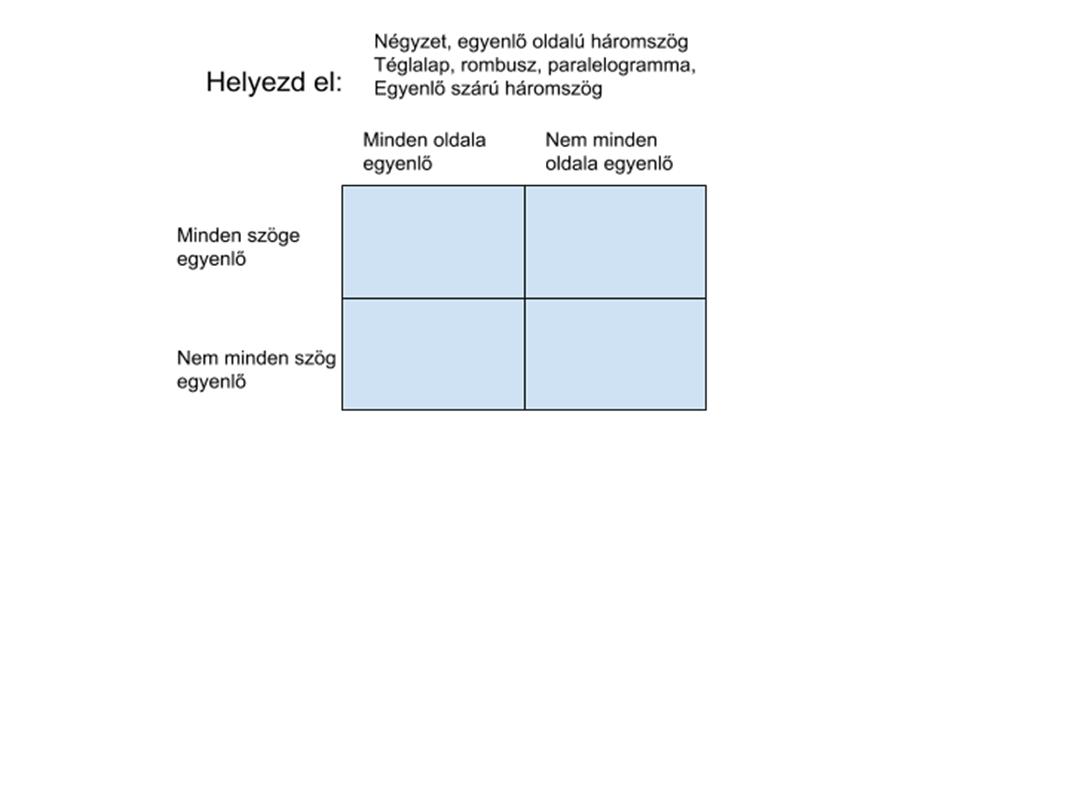 Helyezd el:
Négyzet, egyenlő oldalú háromszög
Téglalap, rombusz, paralelogramma,
Egyenlő szárú háromszög
Minden oldala
egyenlő
Nem minden
oldala egyenlő
Minden szöge
egyenlő
Nem minden szög
egyenlő